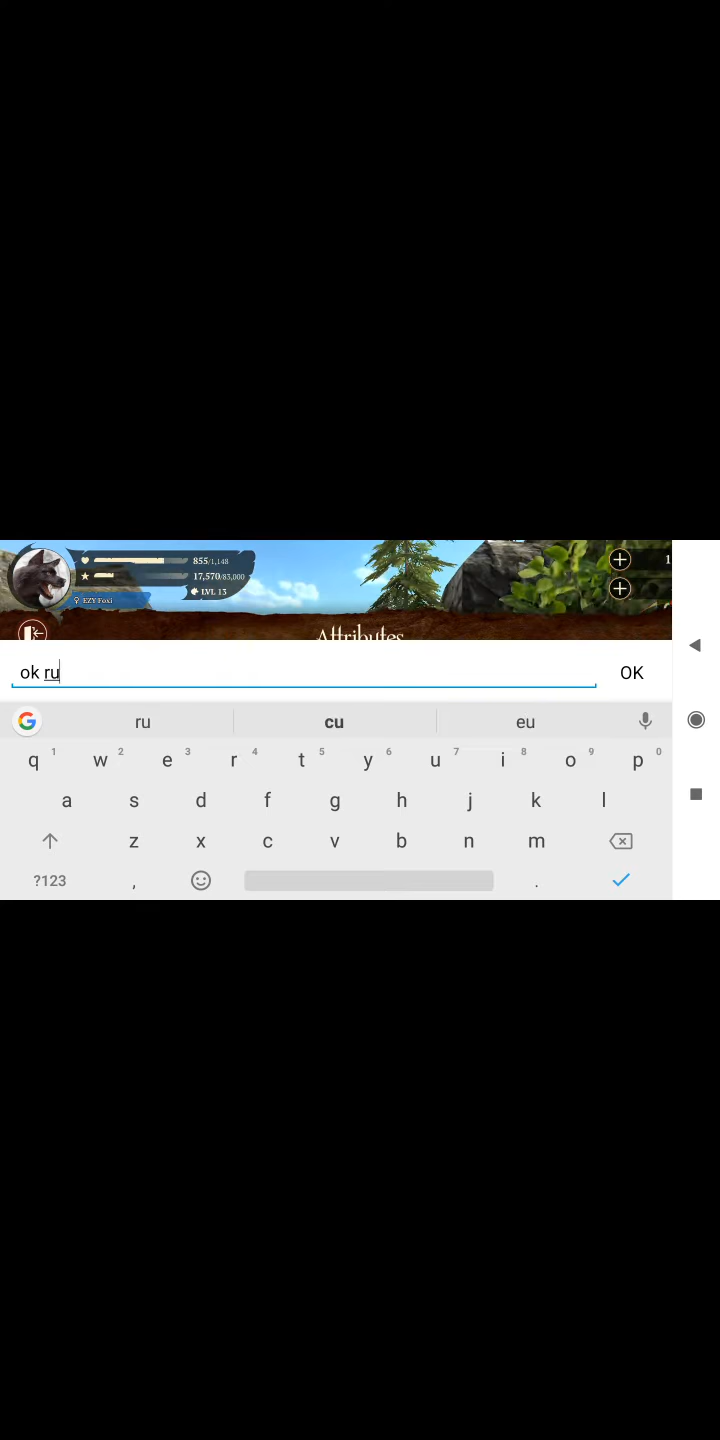 855/1,148
17,570/83,000
LVL 13
EZY Foxi
1
Attributes
ok ru
OK
ru cu eu
q 1 w 2 e 3 r 4 t 5 y 6 u 7 i 8 o 9 p 0
a s d f g h j k l
z x c v b n m
?123 , .